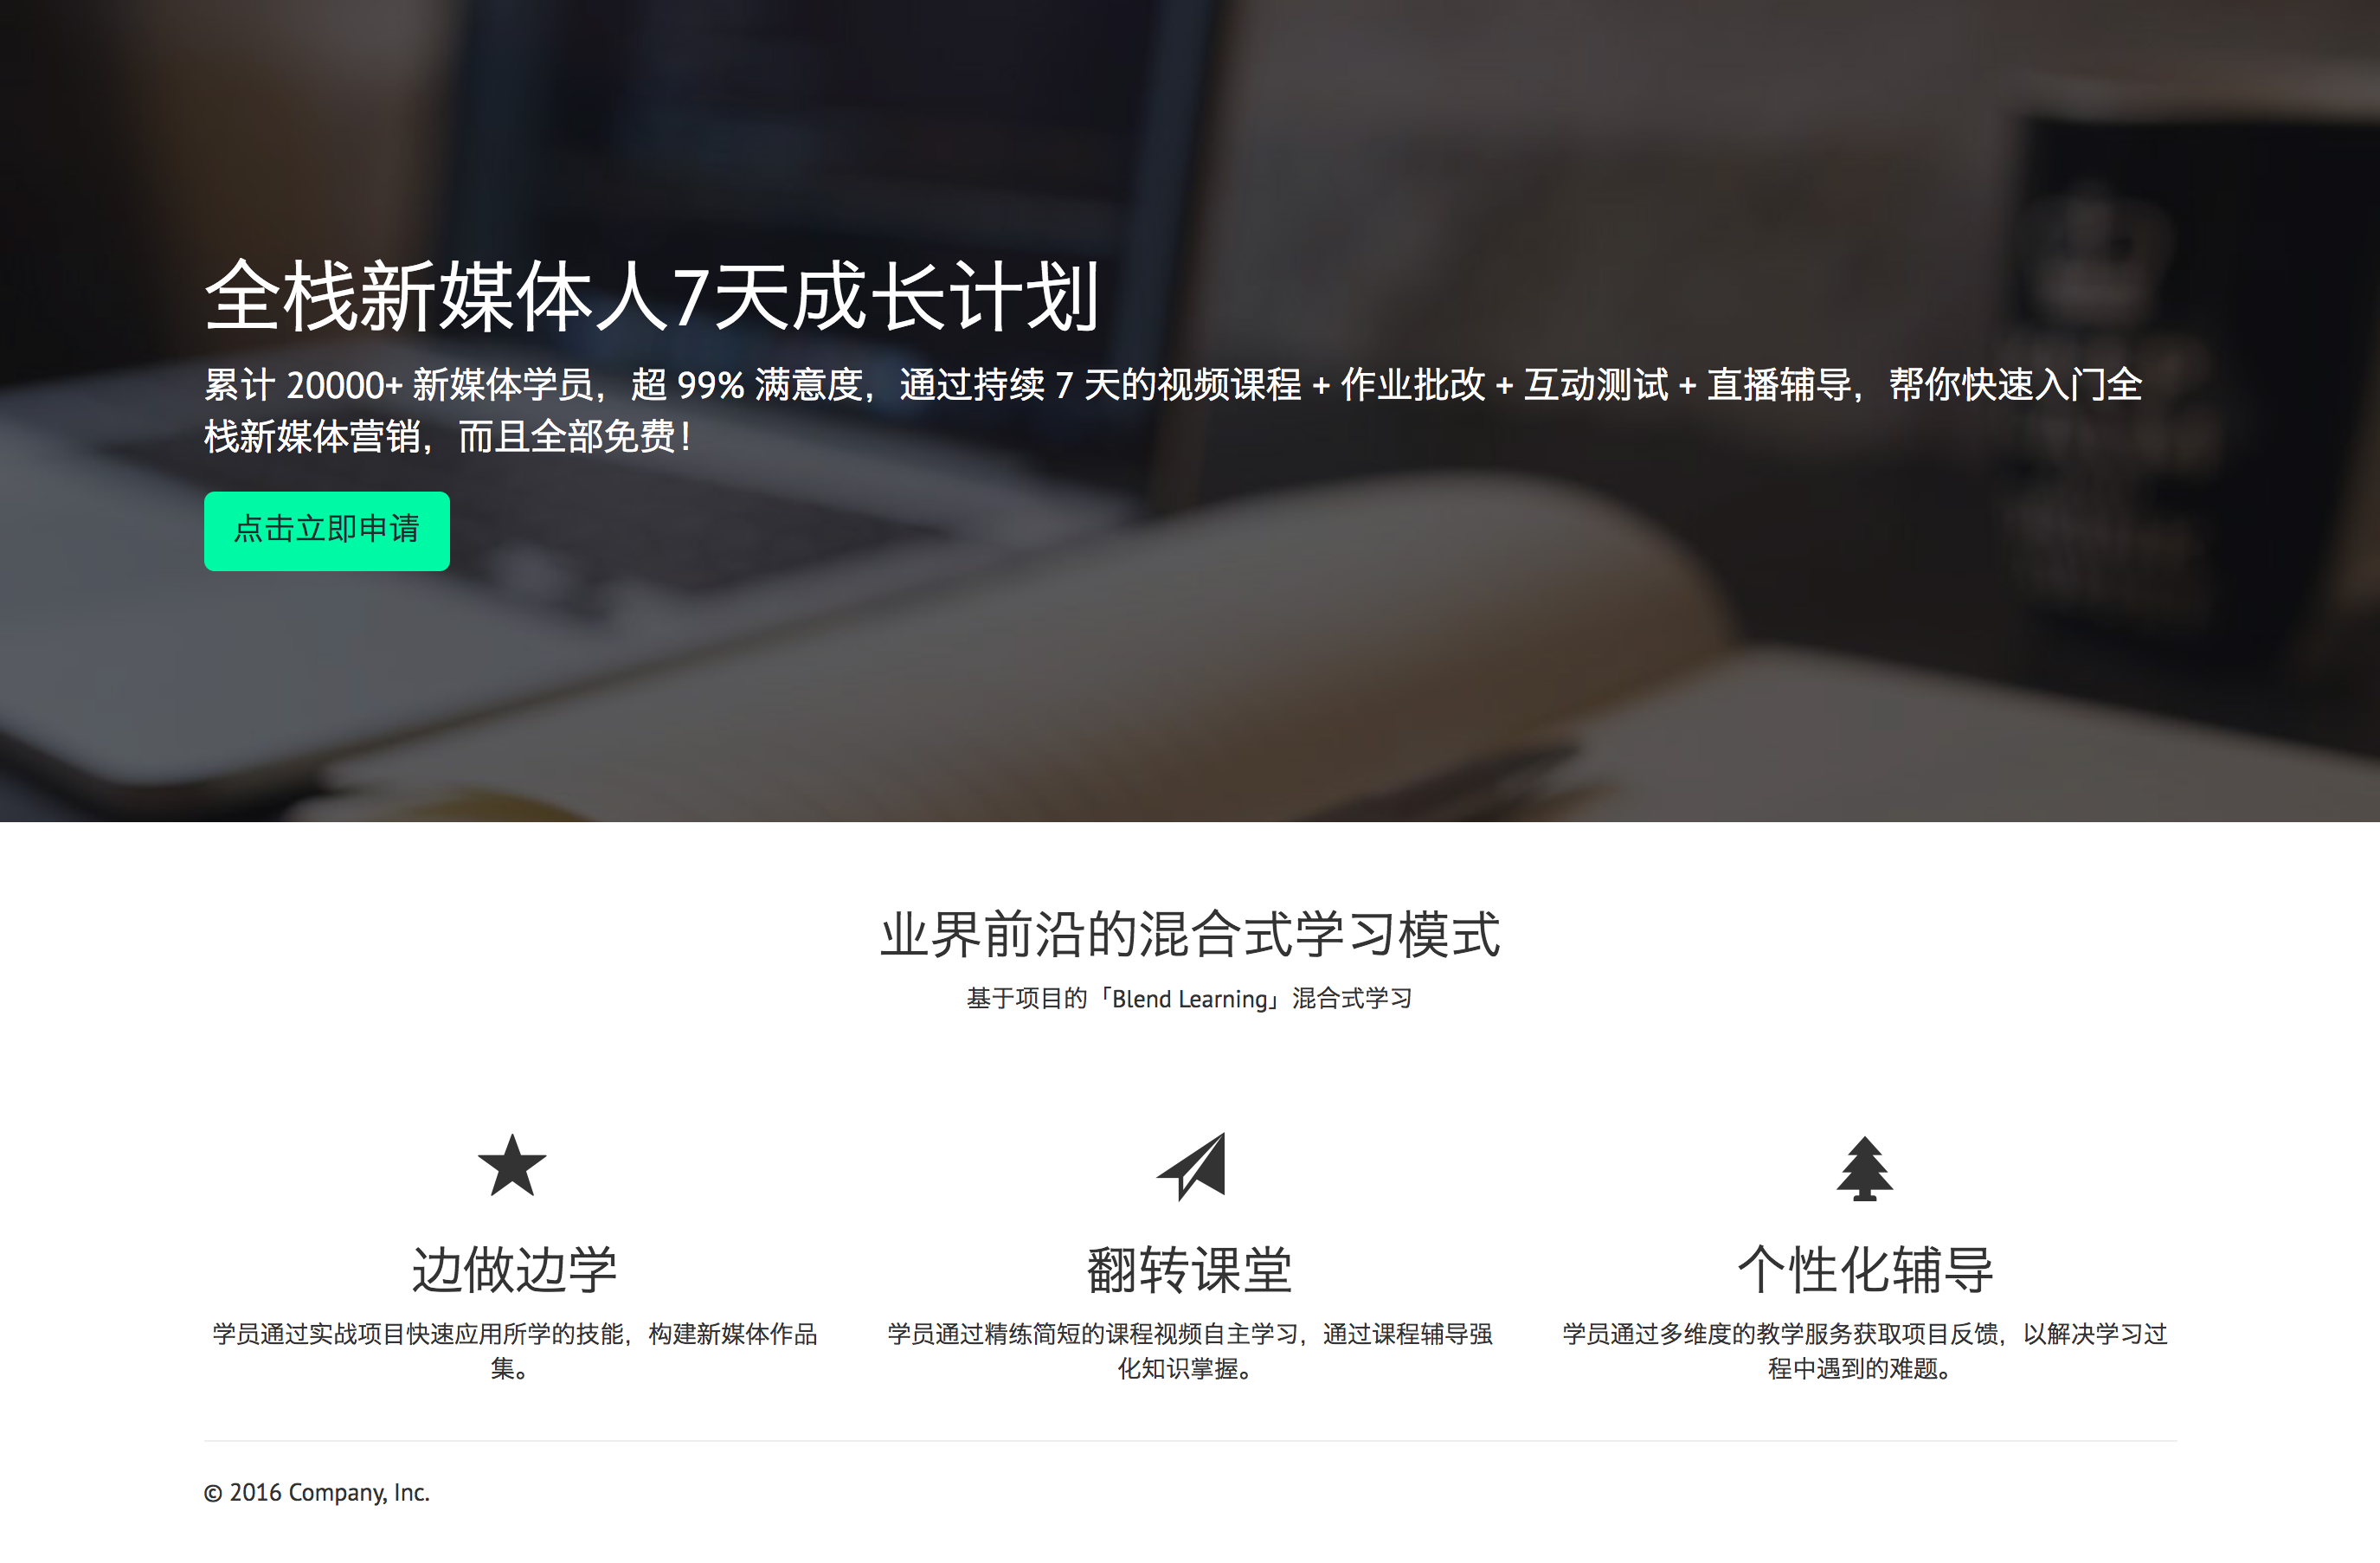 全栈新媒体人7天成长计划
累计 20000+ 新媒体学员，超 99% 满意度，通过持续 7 天的视频课程 + 作业批改 + 互动测试 + 直播辅导，帮你快速入门全
栈新媒体营销，而且全部免费！
点击立即申请
业界前沿的混合式学习模式
基于项目的「Blend Learning」混合式学习
边做边学
学员通过实战项目快速应用所学的技能，构建新媒体作品
集。
翻转课堂
学员通过精练简短的课程视频自主学习，通过课程辅导强
化知识掌握。
个性化辅导
学员通过多维度的教学服务获取项目反馈，以解决学习过
程中遇到的难题。
© 2016 Company, Inc.